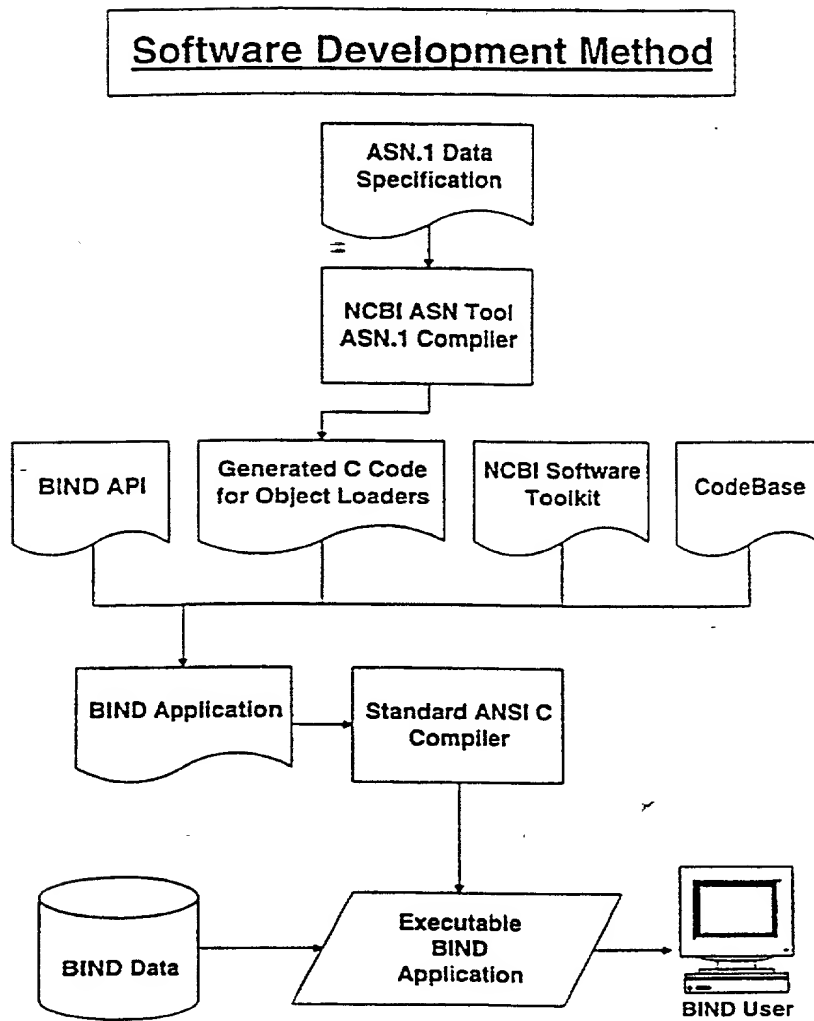 Software Development Method
ASN.1 Data
Specification
NCBI ASN Tool
ASN.1 Compiler
BIND API
Generated C Code
for Object Loaders
NCBI Software
Toolkit
CodeBase
BIND Application
Standard ANSI C
Compiler
BIND Data
Executable
BIND
Application
BIND User